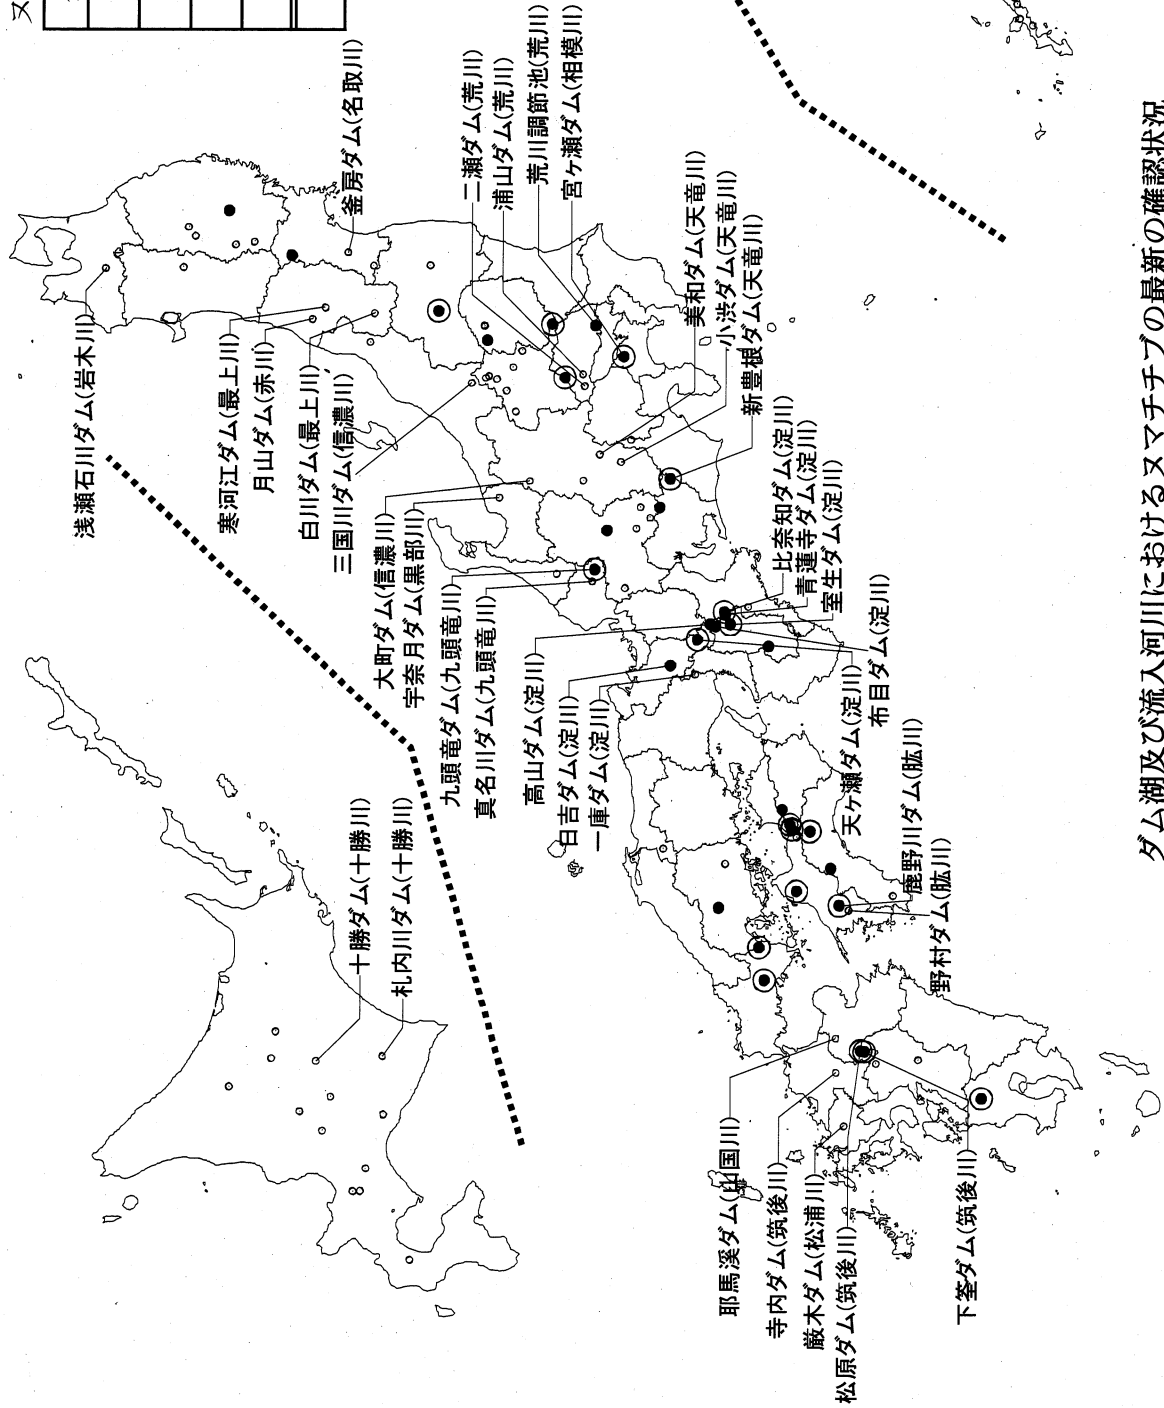 ヌ
浅瀬石川ダム(岩木川)
寒河江ダム(最上川)
月山ダム(赤川)
白川ダム(最上川)
三国川ダム(信濃川)
大町ダム(信濃川)
宇奈月ダム(黒部川)
九頭竜ダム(九頭竜川)
真名川ダム(九頭竜川)
高山ダム(淀川)
日吉ダム(淀川)
一庫ダム(淀川)
釜房ダム(名取川)
二瀬ダム(荒川)
浦山ダム(荒川)
荒川調節池(荒川)
宮ヶ瀬ダム(相模川)
美和ダム(天竜川)
小渋ダム(天竜川)
新豊根ダム(天竜川)
比奈知ダム(淀川)
青蓮寺ダム(淀川)
室生ダム(淀川)
布目ダム(淀川)
天ヶ瀬ダム(淀川)
鹿野川ダム(肱川)
野村ダム(肱川)
十勝ダム(十勝川)
札内川ダム(十勝川)
耶馬溪ダム(山国川)
寺内ダム(筑後川)
厳木ダム(松浦川)
松原ダム(筑後川)
下筌ダム(筑後川)
ダム湖及び流入河川におけるヌマチチブの最新の確認状況